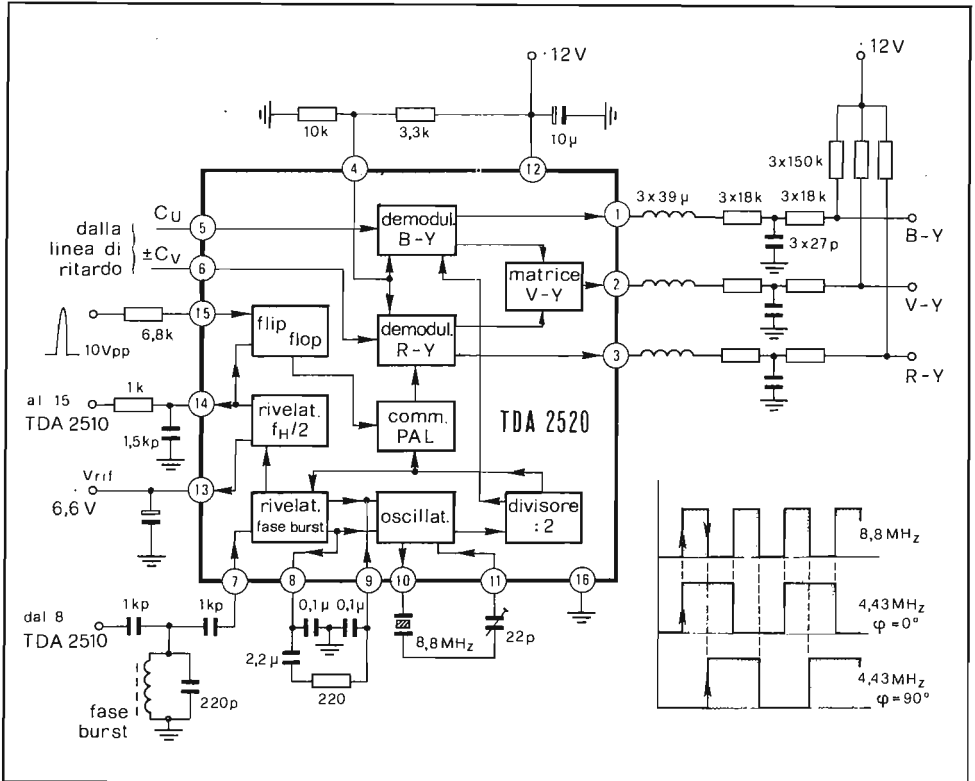 12V
12V
10k
3,3k
10µ
4
12
3x150k
3x39µ
3x18k
3x18k
3x27p
B-Y
V-Y
R-Y
dalla
linea di
ritardo
CU
±CV
5
6
15
14
13
1
2
3
demodul.
B-Y
matrice
V-Y
demodul.
R-Y
flip
flop
6,8k
10Vpp
al 15
TDA 2510
1k
1,5kp
rivelat.
fH/2
comm.
PAL
TDA 2520
Vrif
6,6 V
rivelat.
fase burst
oscillat.
divisore
:2
7
8
9
10
11
16
dal 8
TDA 2510
1kp
1kp
220p
fase
burst
0,1µ
0,1µ
2,2µ
220
8,8MHz
22p
8,8MHz
4,43MHz
φ=0°
4,43MHz
φ=90°